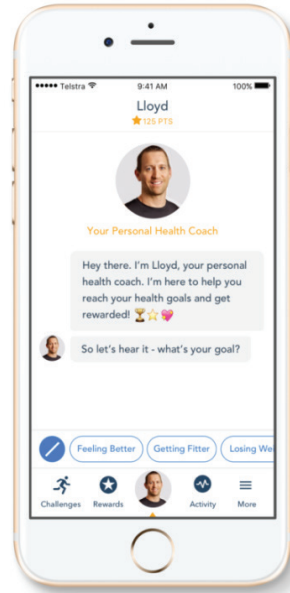 Telstra 9:41 AM 100%
Lloyd
125 PTS
Your Personal Health Coach
Hey there. I'm Lloyd, your personal
health coach. I'm here to help you
reach your health goals and get
rewarded! 🏆⭐💖
So let's hear it - what's your goal?
Feeling Better Getting Fitter Losing We
Challenges Rewards Activity More